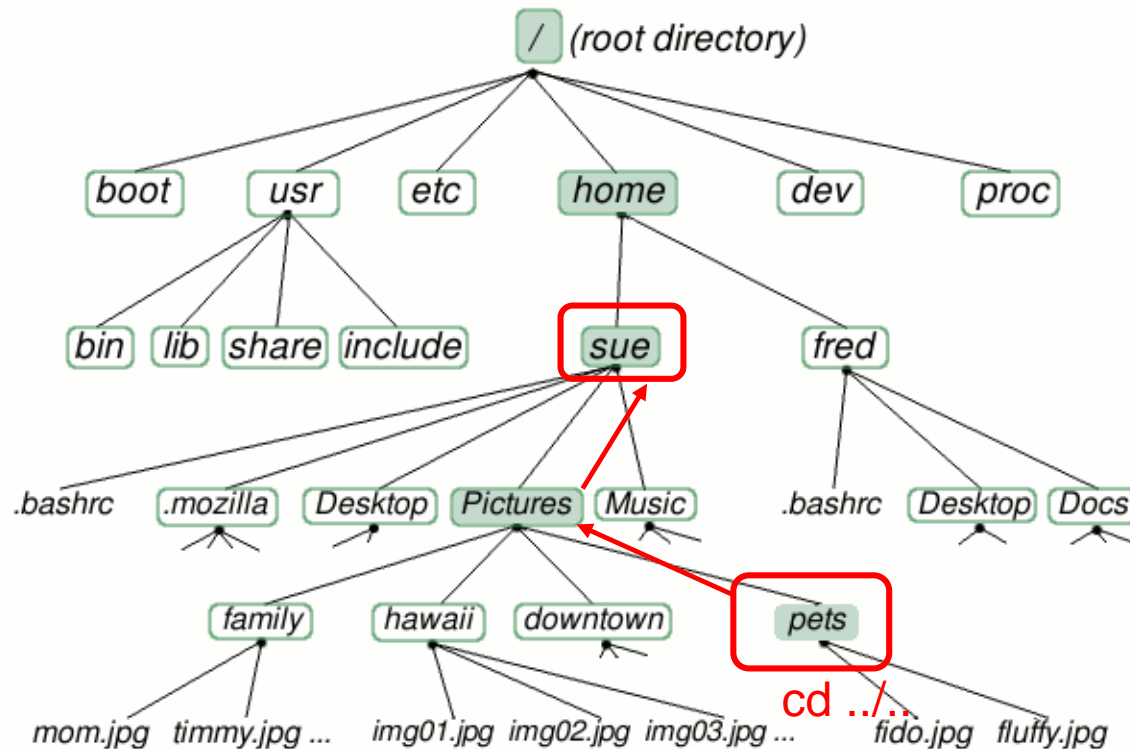 / (root directory)
boot usr etc home dev proc
bin lib share include sue fred
.bashrc .mozilla Desktop Pictures Music .bashrc Desktop Docs
family hawaii downtown pets
cd ../..
mom.jpg timmy.jpg ... img01.jpg img02.jpg img03.jpg ... fido.jpg fluffy.jpg